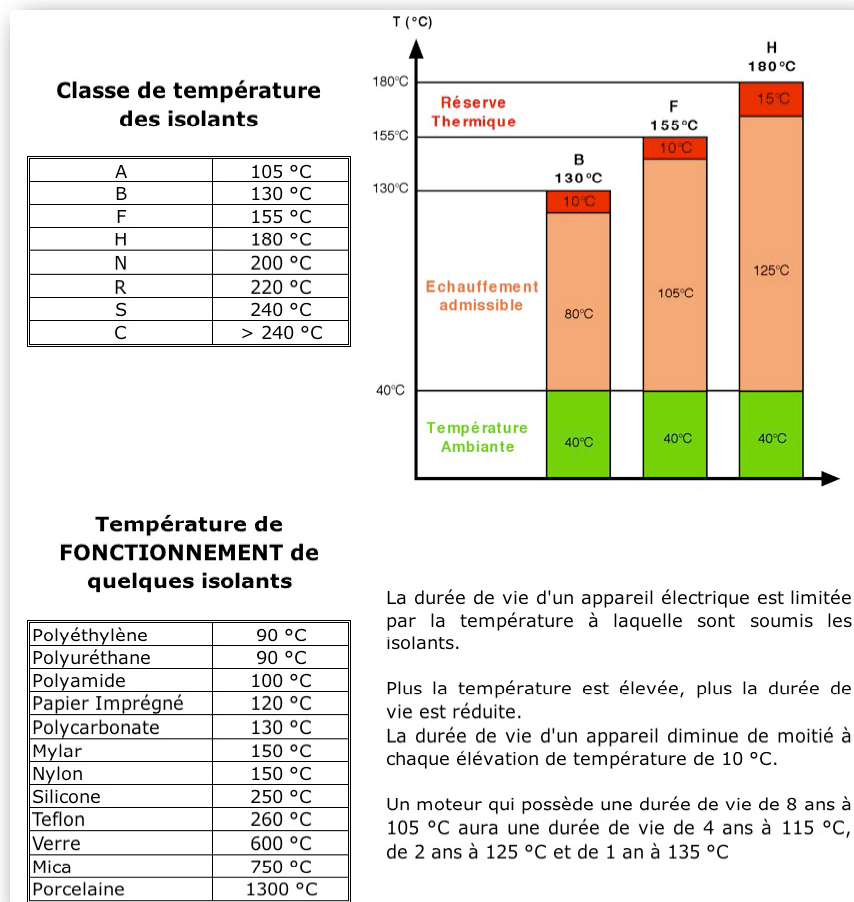 Classe de température
des isolants
A 105 °C
B 130 °C
F 155 °C
H 180 °C
N 200 °C
R 220 °C
S 240 °C
C > 240 °C
T (°C)
180°C
155°C
130°C
40°C
Réserve
Thermique
Echauffement
admissible
Température
Ambiante
B
130°C
10°C
80°C
40°C
F
155°C
10°C
105°C
40°C
H
180°C
15°C
125°C
40°C
Température de
FONCTIONNEMENT de
quelques isolants
Polyéthylène 90 °C
Polyuréthane 90 °C
Polyamide 100 °C
Papier Imprégné 120 °C
Polycarbonate 130 °C
Mylar 150 °C
Nylon 150 °C
Silicone 250 °C
Teflon 260 °C
Verre 600 °C
Mica 750 °C
Porcelaine 1300 °C
La durée de vie d'un appareil électrique est limitée
par la température à laquelle sont soumis les
isolants.
Plus la température est élevée, plus la durée de
vie est réduite.
La durée de vie d'un appareil diminue de moitié à
chaque élévation de température de 10 °C.
Un moteur qui possède une durée de vie de 8 ans à
105 °C aura une durée de vie de 4 ans à 115 °C,
de 2 ans à 125 °C et de 1 an à 135 °C